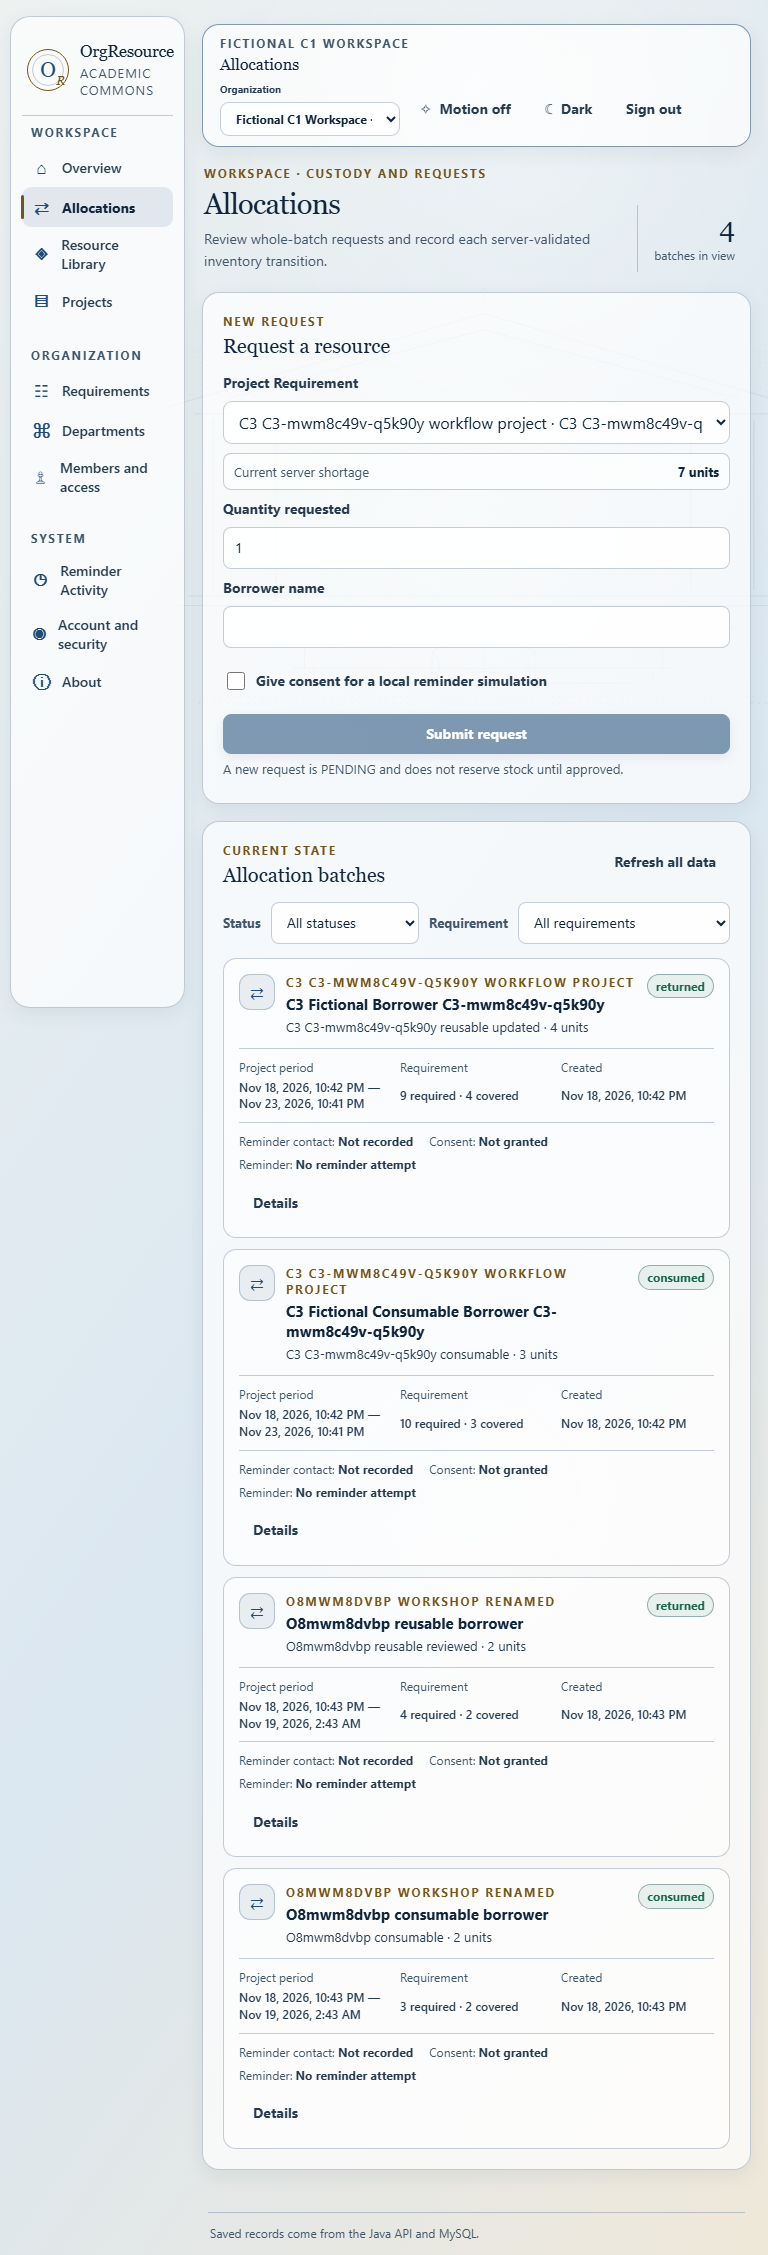 OrgResource
ACADEMIC
COMMONS
WORKSPACE
Overview
Allocations
Resource
Library
Projects
ORGANIZATION
Requirements
Departments
Members and
access
SYSTEM
Reminder
Activity
Account and
security
About
FICTIONAL C1 WORKSPACE
Allocations
Organization
Fictional C1 Workspace ·
Motion off
Dark
Sign out
WORKSPACE · CUSTODY AND REQUESTS
Allocations
Review whole-batch requests and record each server-validated
inventory transition.
4
batches in view
NEW REQUEST
Request a resource
Project Requirement
C3 C3-mwm8c49v-q5k90y workflow project · C3 C3-mwm8c49v-q
Current server shortage
7 units
Quantity requested
1
Borrower name
Give consent for a local reminder simulation
Submit request
A new request is PENDING and does not reserve stock until approved.
CURRENT STATE
Allocation batches
Refresh all data
Status
All statuses
Requirement
All requirements
C3 C3-MWM8C49V-Q5K90Y WORKFLOW PROJECT
returned
C3 Fictional Borrower C3-mwm8c49v-q5k90y
C3 C3-mwm8c49v-q5k90y reusable updated · 4 units
Project period
Nov 18, 2026, 10:42 PM —
Nov 23, 2026, 10:41 PM
Requirement
9 required · 4 covered
Created
Nov 18, 2026, 10:42 PM
Reminder contact: Not recorded
Consent: Not granted
Reminder: No reminder attempt
Details
C3 C3-MWM8C49V-Q5K90Y WORKFLOW
PROJECT
consumed
C3 Fictional Consumable Borrower C3-
mwm8c49v-q5k90y
C3 C3-mwm8c49v-q5k90y consumable · 3 units
Project period
Nov 18, 2026, 10:42 PM —
Nov 23, 2026, 10:41 PM
Requirement
10 required · 3 covered
Created
Nov 18, 2026, 10:42 PM
Reminder contact: Not recorded
Consent: Not granted
Reminder: No reminder attempt
Details
O8MWM8DVBP WORKSHOP RENAMED
returned
O8mwm8dvbp reusable borrower
O8mwm8dvbp reusable reviewed · 2 units
Project period
Nov 18, 2026, 10:43 PM —
Nov 19, 2026, 2:43 AM
Requirement
4 required · 2 covered
Created
Nov 18, 2026, 10:43 PM
Reminder contact: Not recorded
Consent: Not granted
Reminder: No reminder attempt
Details
O8MWM8DVBP WORKSHOP RENAMED
consumed
O8mwm8dvbp consumable borrower
O8mwm8dvbp consumable · 2 units
Project period
Nov 18, 2026, 10:43 PM —
Nov 19, 2026, 2:43 AM
Requirement
3 required · 2 covered
Created
Nov 18, 2026, 10:43 PM
Reminder contact: Not recorded
Consent: Not granted
Reminder: No reminder attempt
Details
Saved records come from the Java API and MySQL.